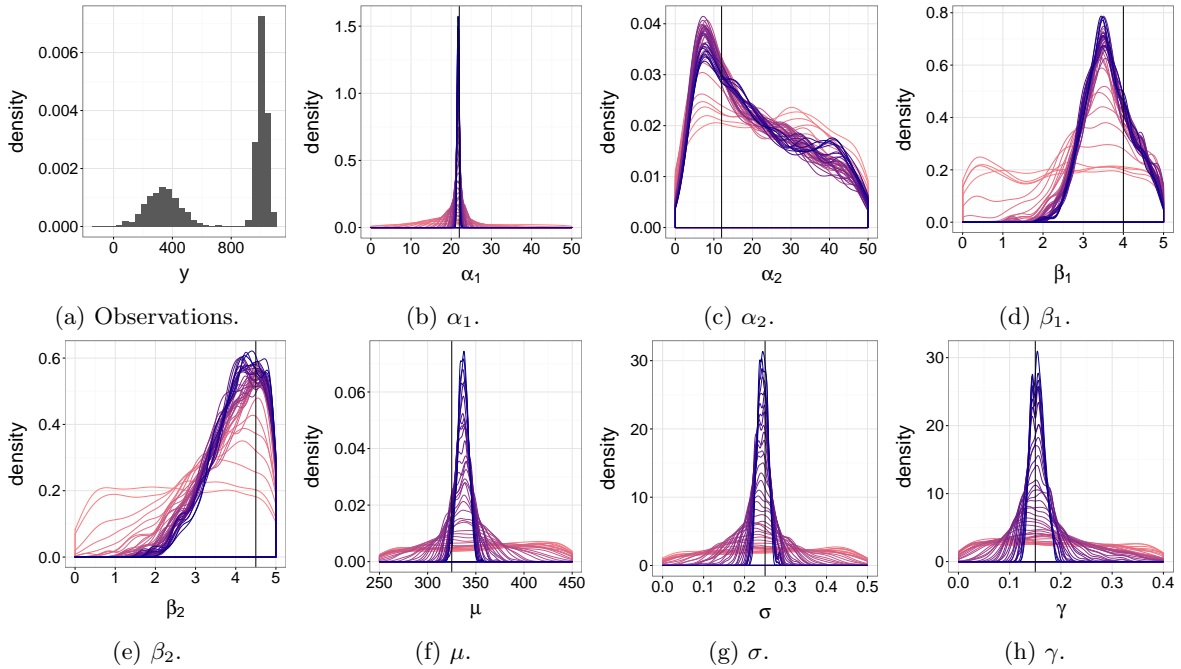 0.006
0.004
0.002
0.000
density
0 400 800
y
(a) Observations.
1.5
1.0
0.5
0.0
density
0 10 20 30 40 50
α1
(b) α1.
0.04
0.03
0.02
0.01
0.00
density
0 10 20 30 40 50
α2
(c) α2.
0.8
0.6
0.4
0.2
0.0
density
0 1 2 3 4 5
β1
(d) β1.
0.6
0.4
0.2
0.0
density
0 1 2 3 4 5
β2
(e) β2.
0.06
0.04
0.02
0.00
density
250 300 350 400 450
μ
(f) μ.
30
20
10
0
density
0.0 0.1 0.2 0.3 0.4 0.5
σ
(g) σ.
30
20
10
0
density
0.0 0.1 0.2 0.3 0.4
γ
(h) γ.